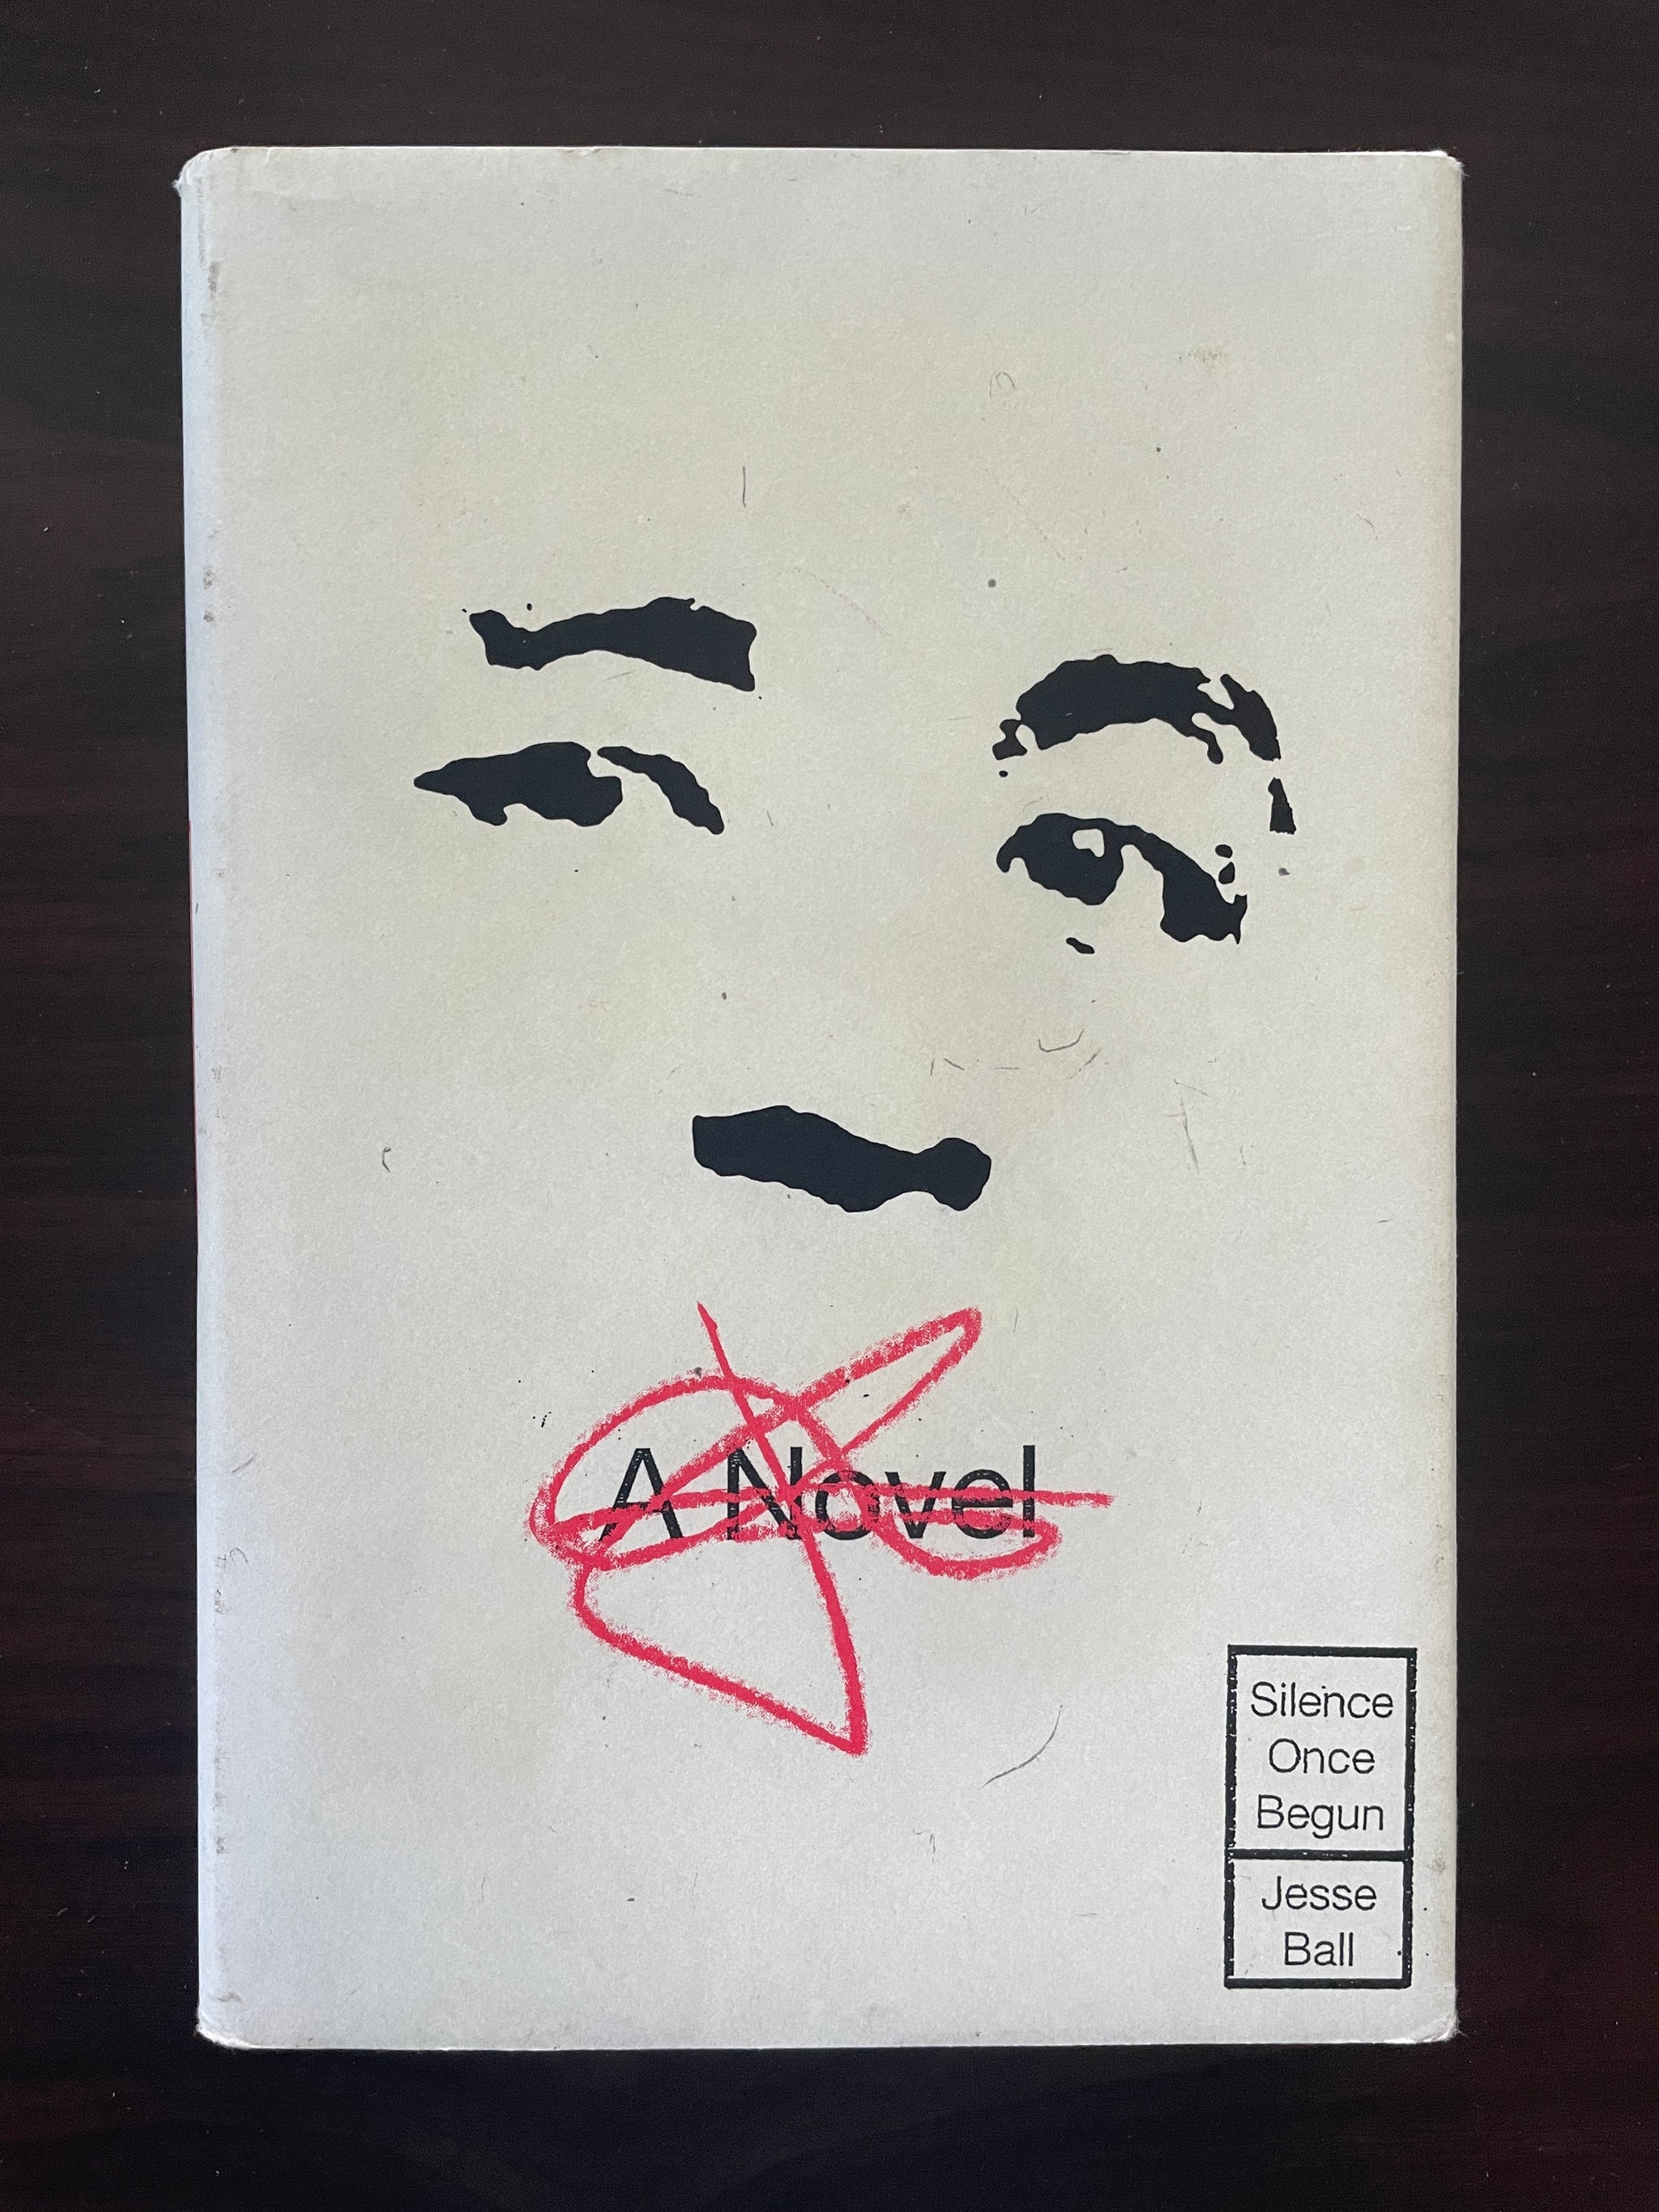 A Novel
Silence
Once
Begun
Jesse
Ball